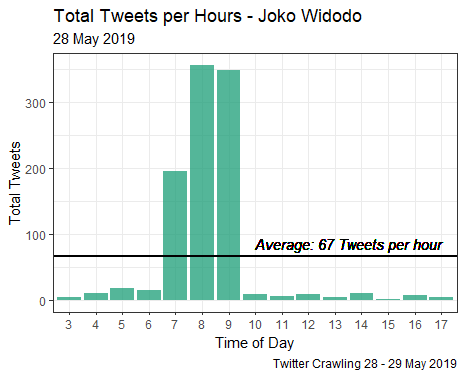 Total Tweets per Hours - Joko Widodo
28 May 2019
Total Tweets
300
200
100
0
Average: 67 Tweets per hour
3 4 5 6 7 8 9 10 11 12 13 14 15 16 17
Time of Day
Twitter Crawling 28 - 29 May 2019